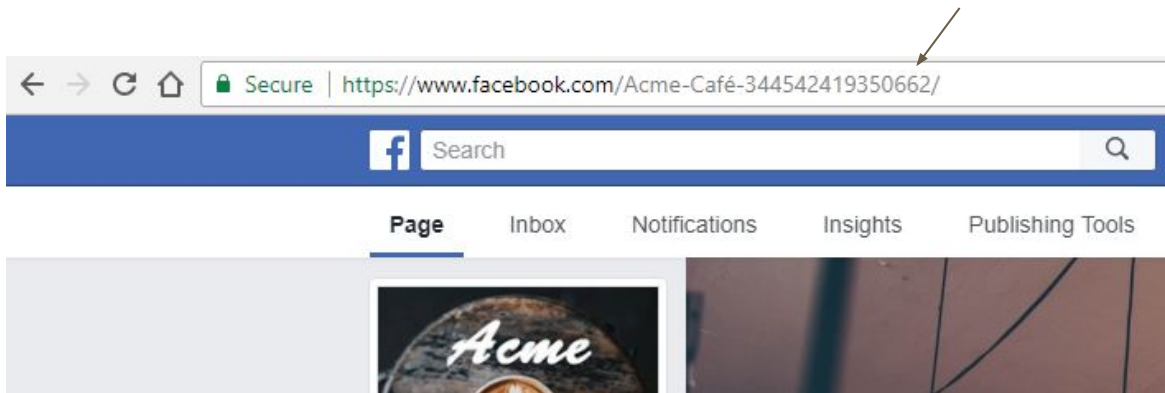 Secure | https://www.facebook.com/Acme-Café-344542419350662/
f Search
Page Inbox Notifications Insights Publishing Tools
Acme